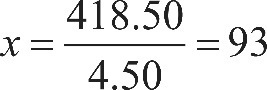 x = 418.50 / 4.50 = 93